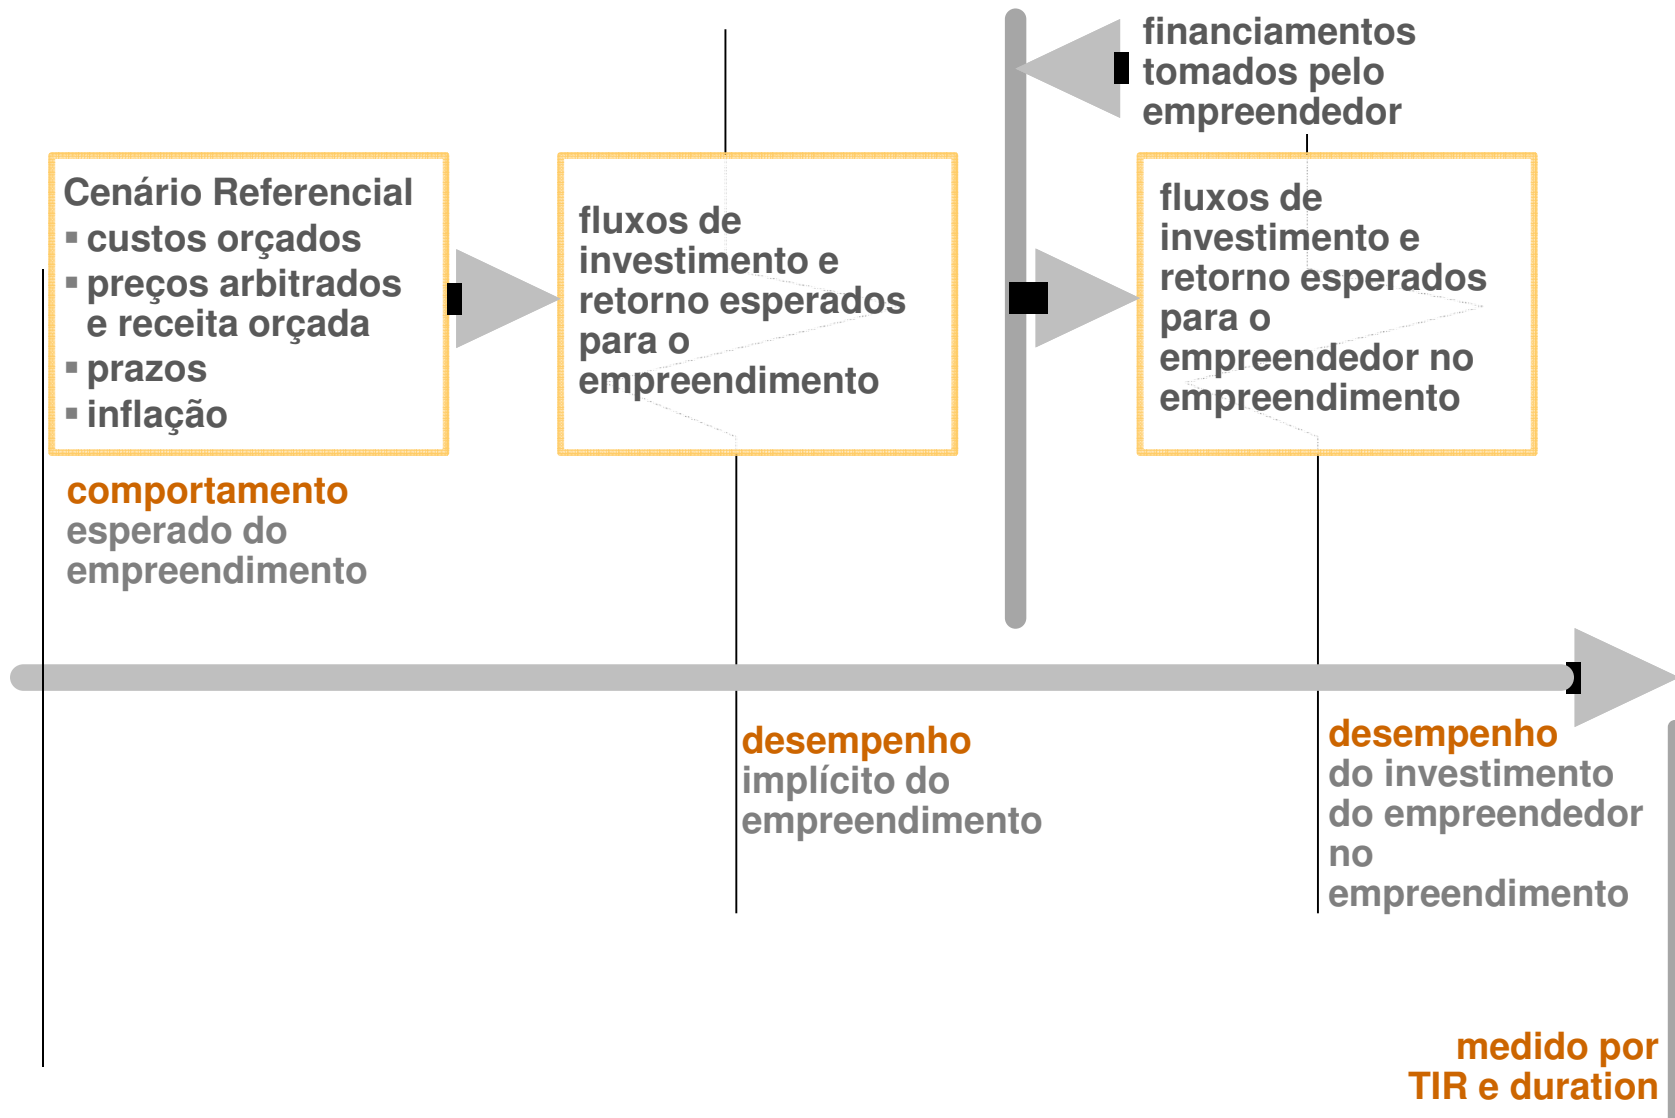 financiamentos
tomados pelo
empreendedor
Cenário Referencial
▪ custos orçados
▪ preços arbitrados
e receita orçada
▪ prazos
▪ inflação
fluxos de
investimento e
retorno esperados
para o
empreendimento
fluxos de
investimento e
retorno esperados
para o
empreendedor no
empreendimento
comportamento
esperado do
empreendimento
desempenho
implícito do
empreendimento
desempenho
do investimento
do empreendedor
no
empreendimento
medido por
TIR e duration